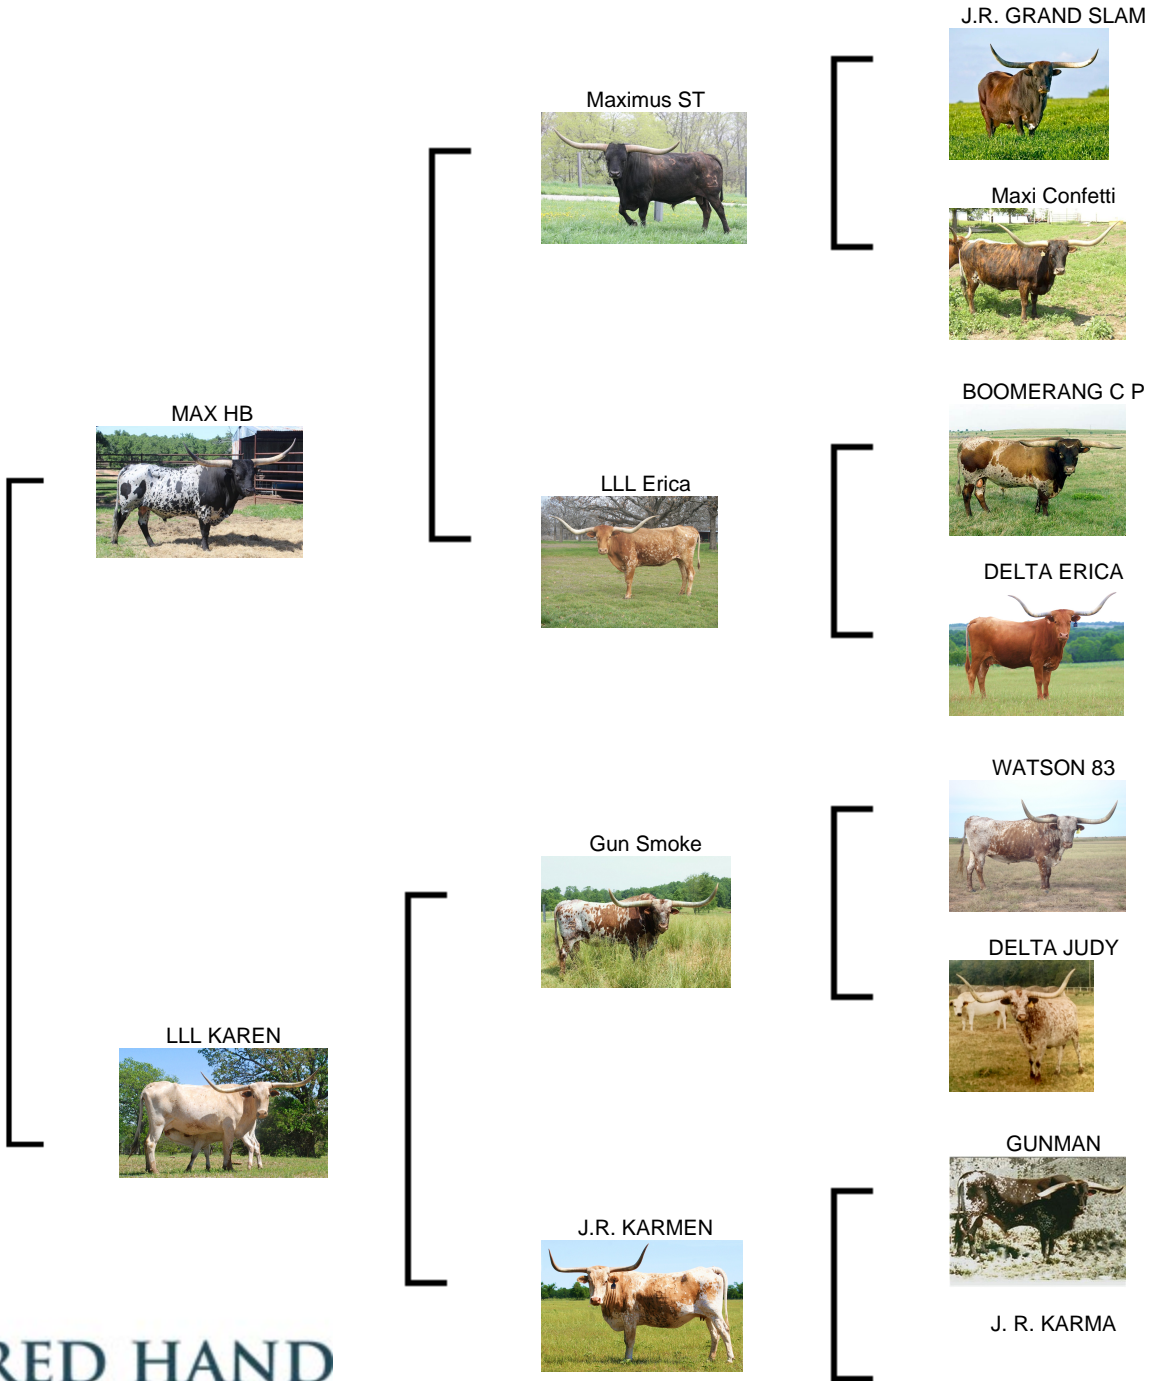 J.R. GRAND SLAM
Maximus ST
Maxi Confetti
BOOMERANG C P
MAX HB
LLL Erica
DELTA ERICA
WATSON 83
Gun Smoke
DELTA JUDY
LLL KAREN
GUNMAN
J.R. KARMEN
J. R. KARMA
RED HAND